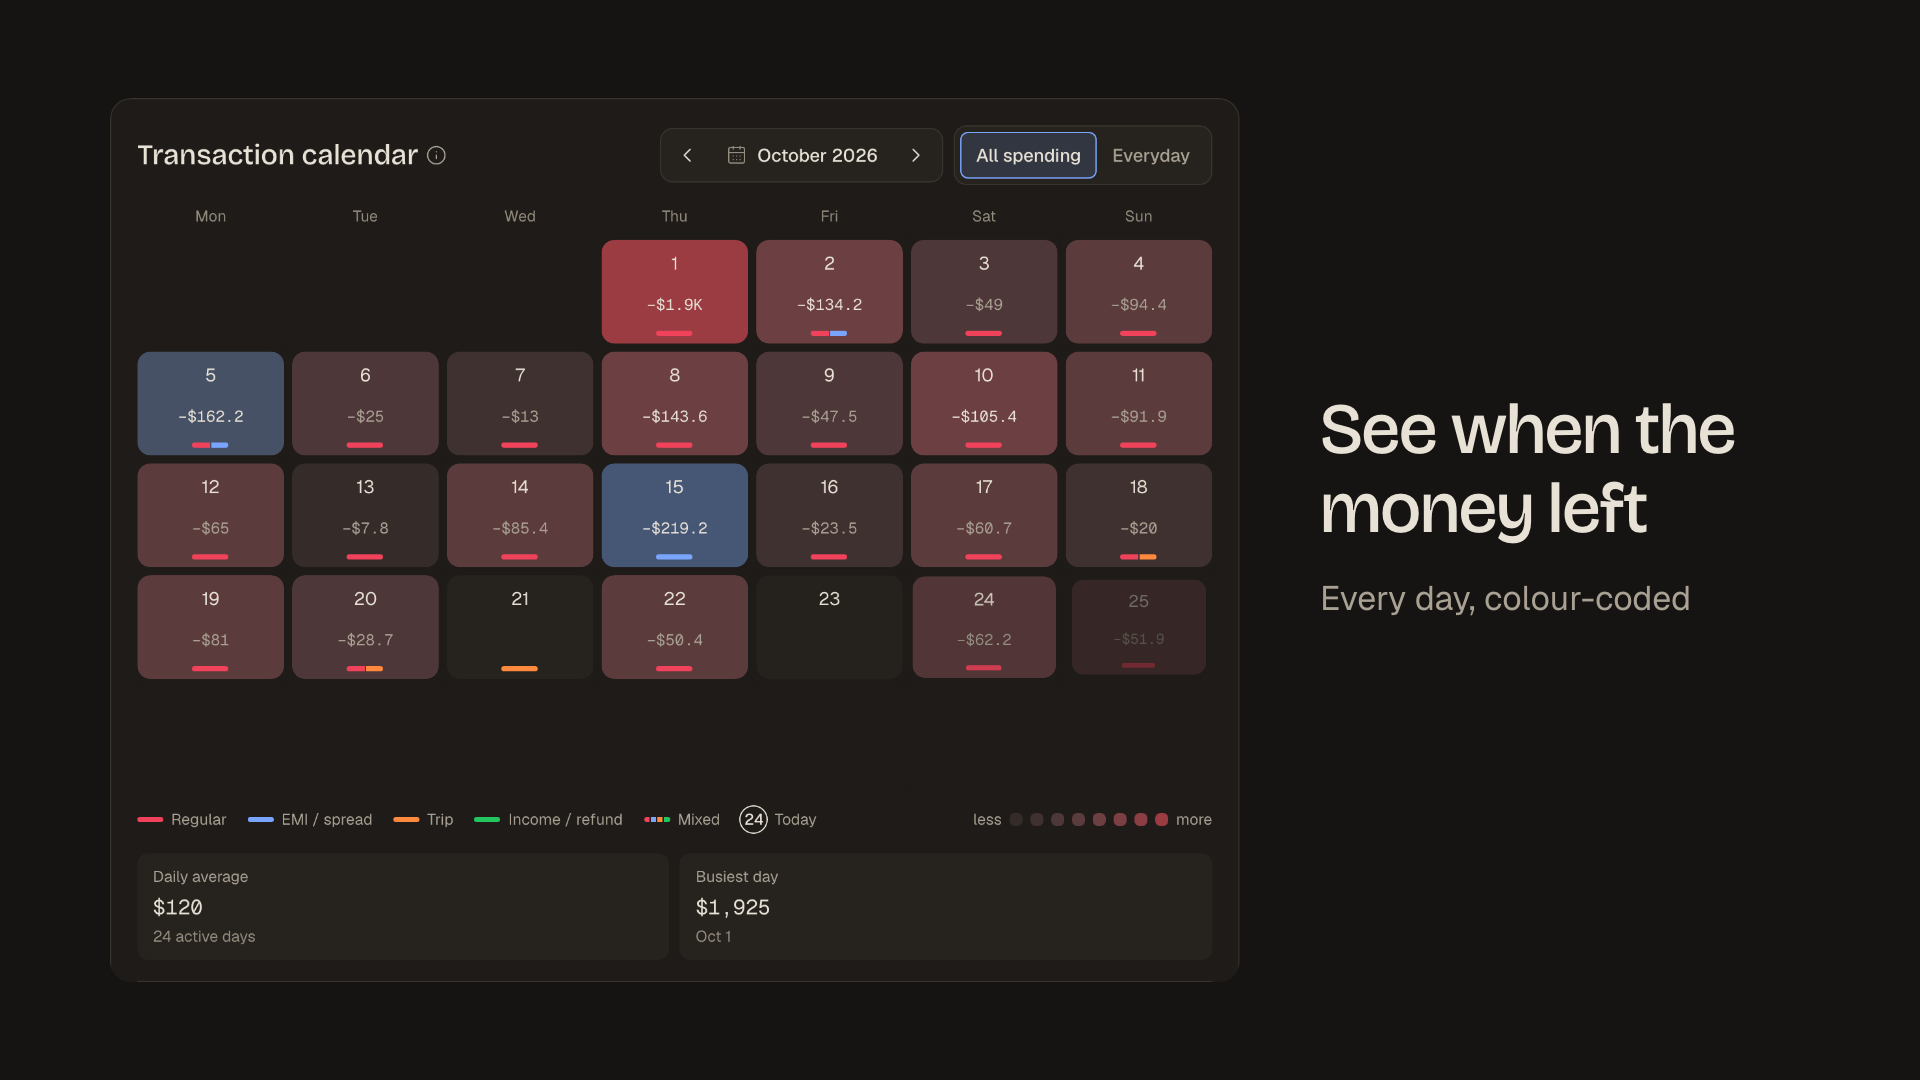 Transaction calendar
October 2026
All spending
Everyday
Mon Tue Wed Thu Fri Sat Sun
1 2 3 4
-$1.9K -$134.2 -$49 -$94.4
5 6 7 8 9 10 11
-$162.2 -$25 -$13 -$143.6 -$47.5 -$105.4 -$91.9
12 13 14 15 16 17 18
-$65 -$7.8 -$85.4 -$219.2 -$23.5 -$60.7 -$20
19 20 21 22 23 24 25
-$81 -$28.7 -$50.4 -$62.2 -$51.9
Regular EMI / spread Trip Income / refund Mixed 24 Today less more
Daily average
$120
24 active days
Busiest day
$1,925
Oct 1
See when the
money left
Every day, colour-coded